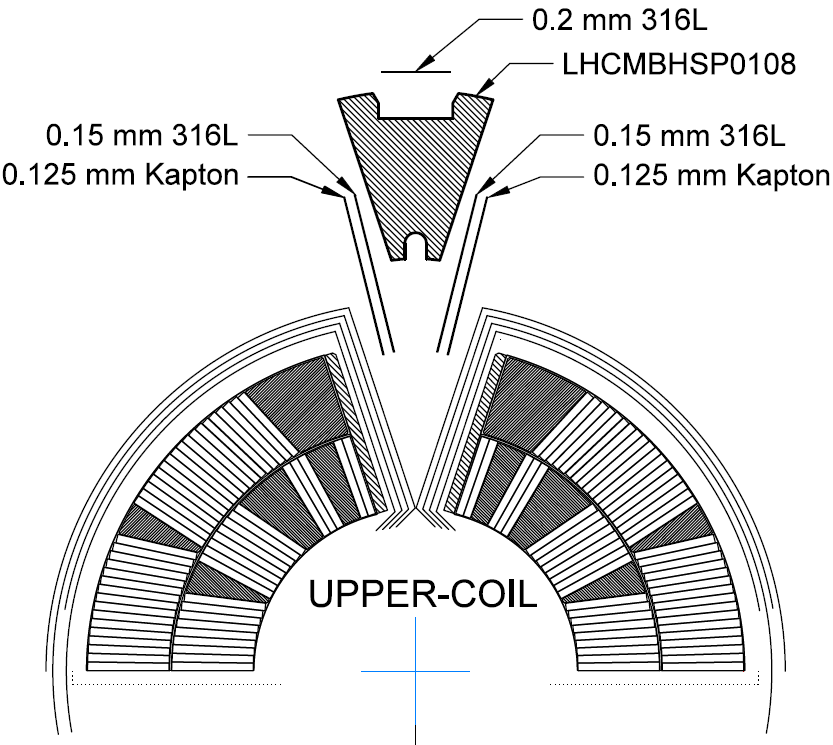 0.2 mm 316L
LHCMBHSP0108
0.15 mm 316L
0.125 mm Kapton
0.15 mm 316L
0.125 mm Kapton
UPPER-COIL